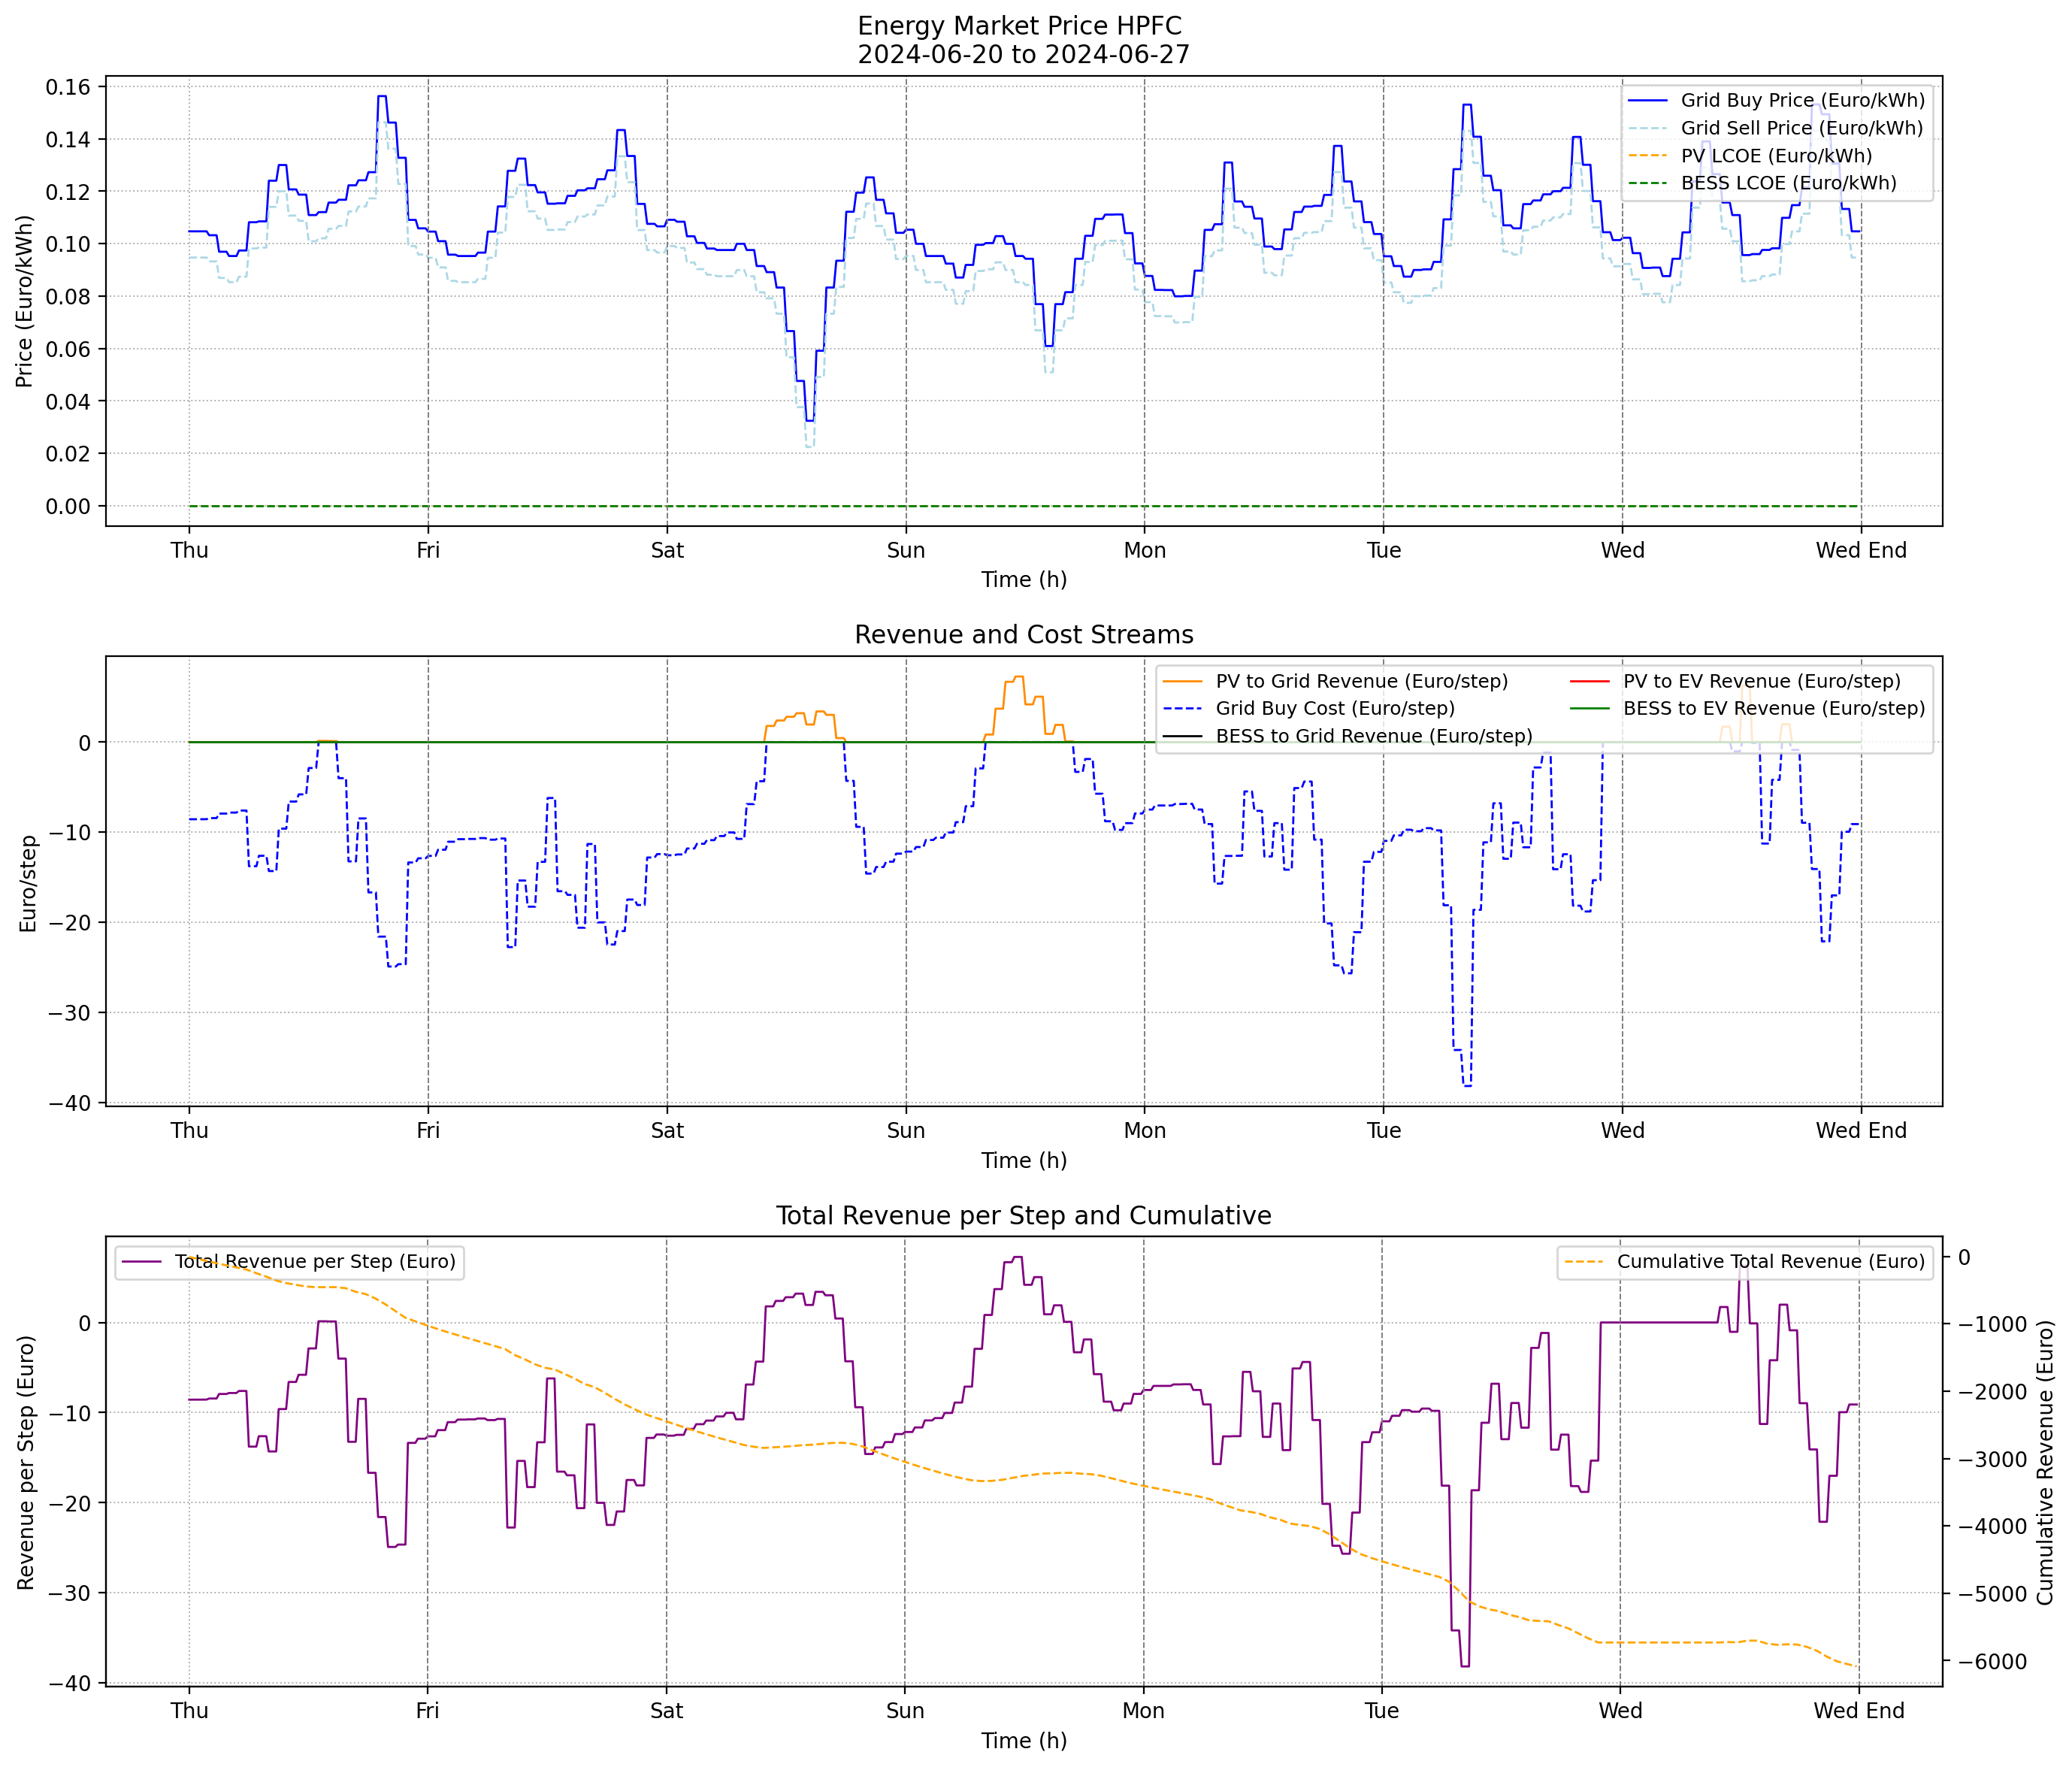 Energy Market Price HPFC
2024-06-20 to 2024-06-27
Price (Euro/kWh)
0.16
0.14
0.12
0.10
0.08
0.06
0.04
0.02
0.00
Grid Buy Price (Euro/kWh)
Grid Sell Price (Euro/kWh)
PV LCOE (Euro/kWh)
BESS LCOE (Euro/kWh)
Thu Fri Sat Sun Mon Tue Wed Wed End
Time (h)
Revenue and Cost Streams
Euro/step
0
−10
−20
−30
−40
PV to Grid Revenue (Euro/step)
Grid Buy Cost (Euro/step)
BESS to Grid Revenue (Euro/step)
PV to EV Revenue (Euro/step)
BESS to EV Revenue (Euro/step)
Thu Fri Sat Sun Mon Tue Wed Wed End
Time (h)
Total Revenue per Step and Cumulative
Revenue per Step (Euro)
0
−10
−20
−30
−40
Total Revenue per Step (Euro)
Cumulative Total Revenue (Euro)
0
−1000
−2000
−3000
−4000
−5000
−6000
Cumulative Revenue (Euro)
Thu Fri Sat Sun Mon Tue Wed Wed End
Time (h)